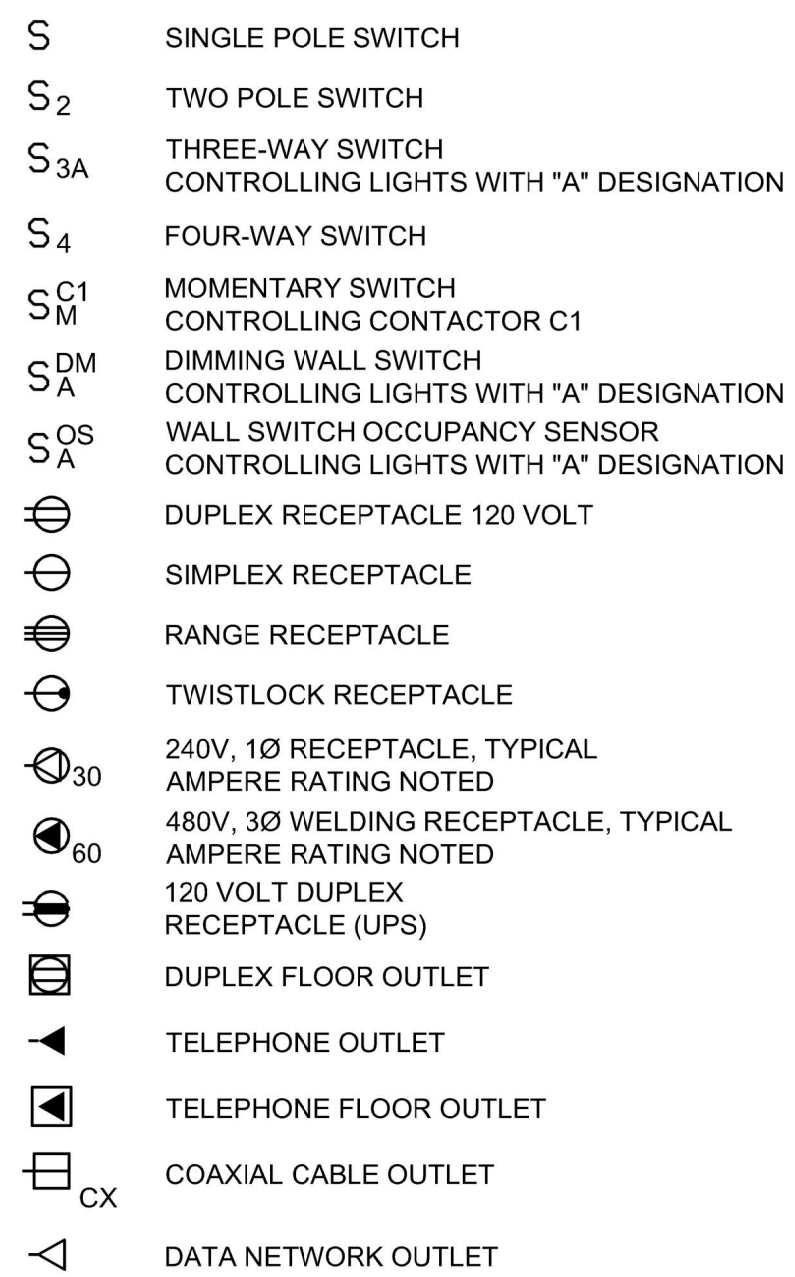 S SINGLE POLE SWITCH
S2 TWO POLE SWITCH
S3A THREE-WAY SWITCH
CONTROLLING LIGHTS WITH "A" DESIGNATION
S4 FOUR-WAY SWITCH
S C1 M MOMENTARY SWITCH
CONTROLLING CONTACTOR C1
S DM A DIMMING WALL SWITCH
CONTROLLING LIGHTS WITH "A" DESIGNATION
S OS A WALL SWITCH OCCUPANCY SENSOR
CONTROLLING LIGHTS WITH "A" DESIGNATION
DUPLEX RECEPTACLE 120 VOLT
SIMPLEX RECEPTACLE
RANGE RECEPTACLE
TWISTLOCK RECEPTACLE
30 240V, 1Ø RECEPTACLE, TYPICAL
AMPERE RATING NOTED
60 480V, 3Ø WELDING RECEPTACLE, TYPICAL
AMPERE RATING NOTED
120 VOLT DUPLEX
RECEPTACLE (UPS)
DUPLEX FLOOR OUTLET
TELEPHONE OUTLET
TELEPHONE FLOOR OUTLET
CX COAXIAL CABLE OUTLET
DATA NETWORK OUTLET